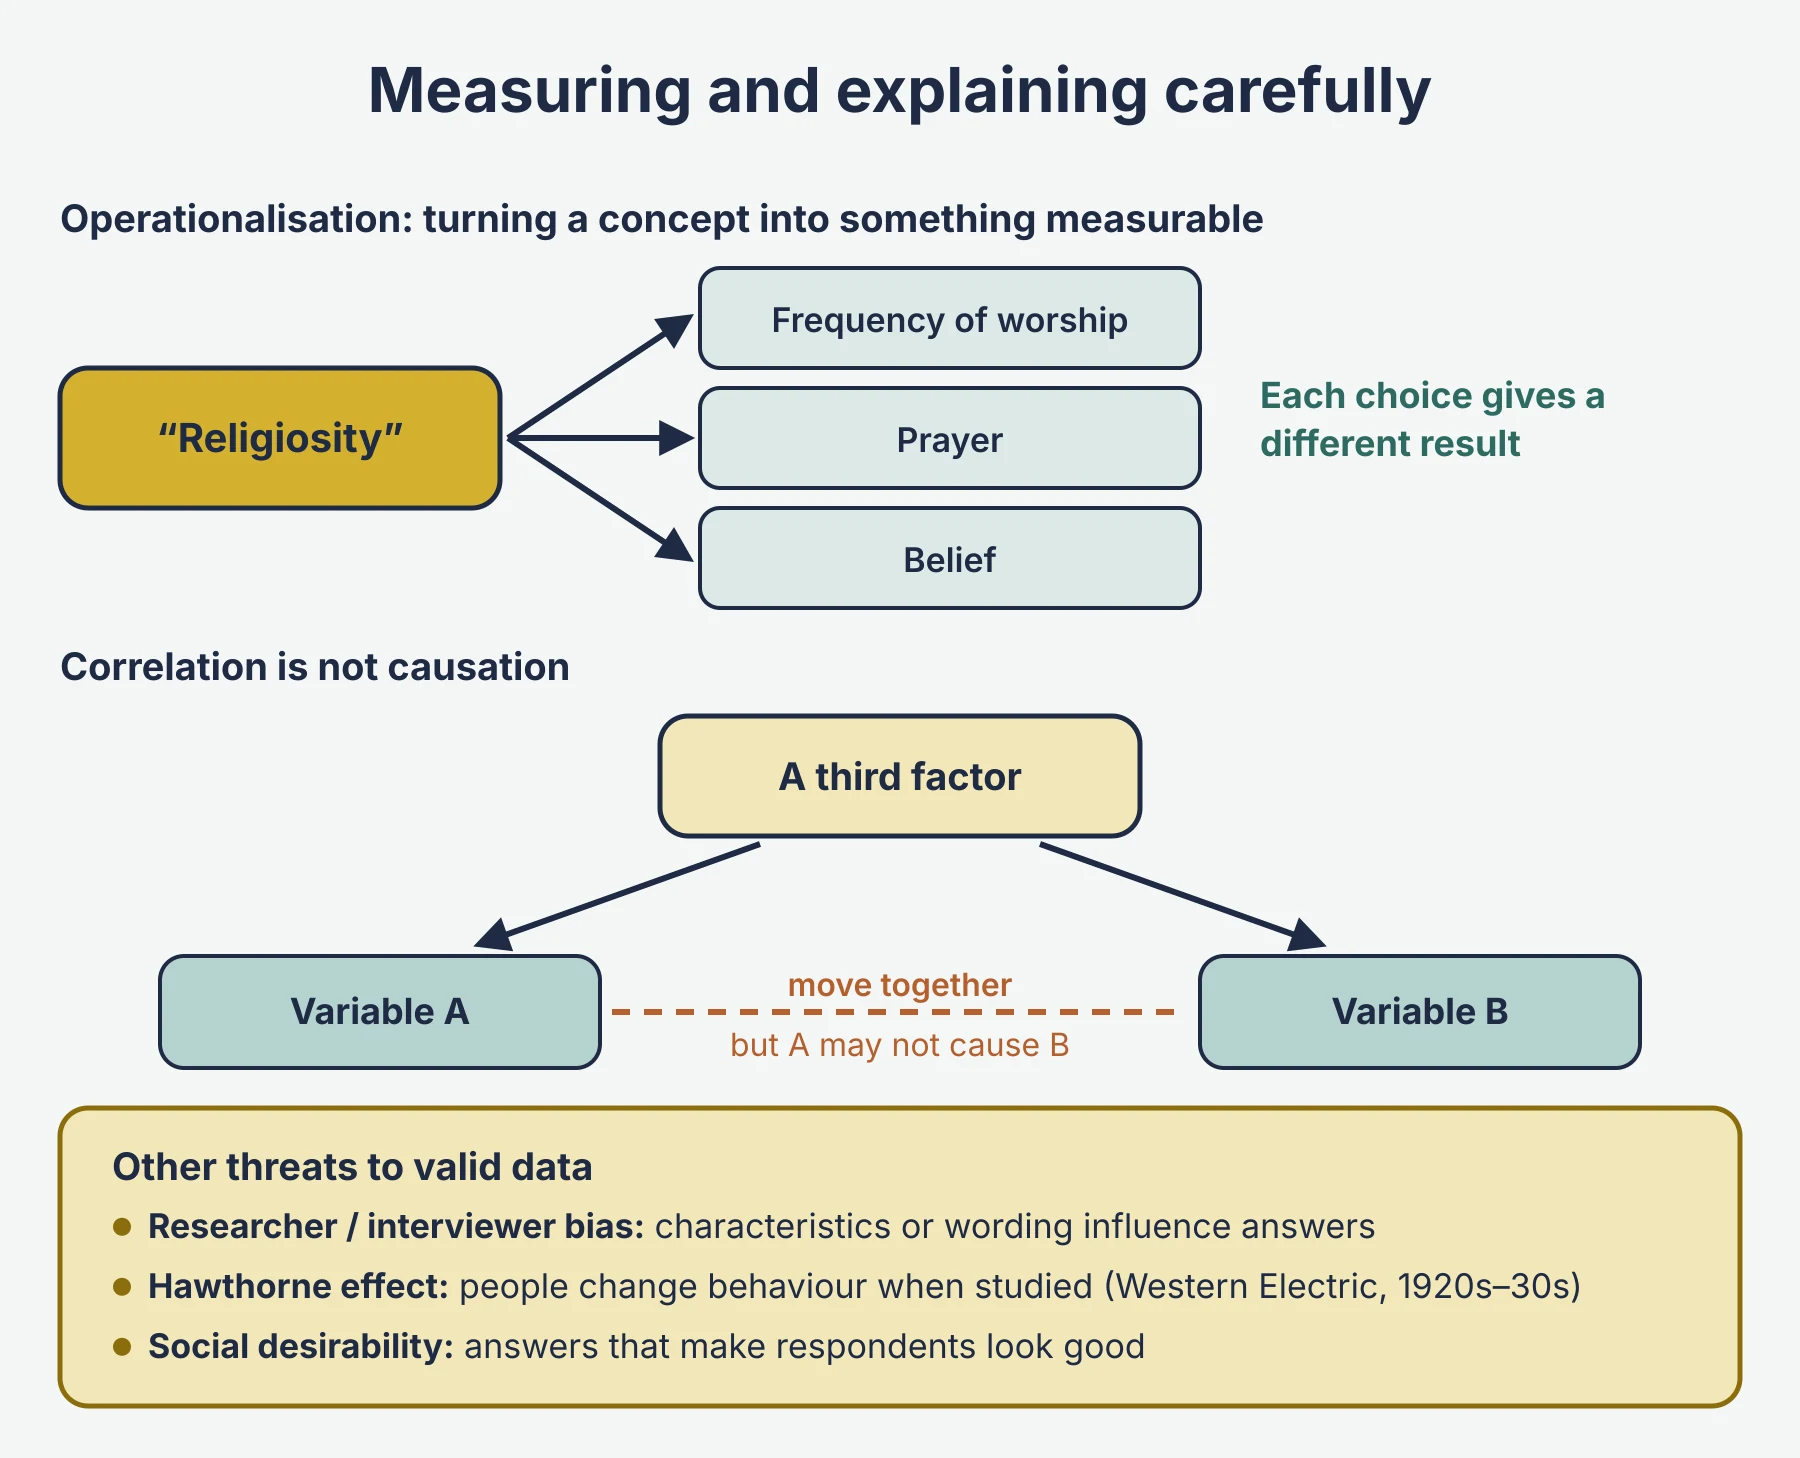 Measuring and explaining carefully
Operationalisation: turning a concept into something measurable
“Religiosity”
Frequency of worship
Prayer
Belief
Each choice gives a
different result
Correlation is not causation
A third factor
Variable A
move together
but A may not cause B
Variable B
Other threats to valid data
Researcher / interviewer bias: characteristics or wording influence answers
Hawthorne effect: people change behaviour when studied (Western Electric, 1920s–30s)
Social desirability: answers that make respondents look good